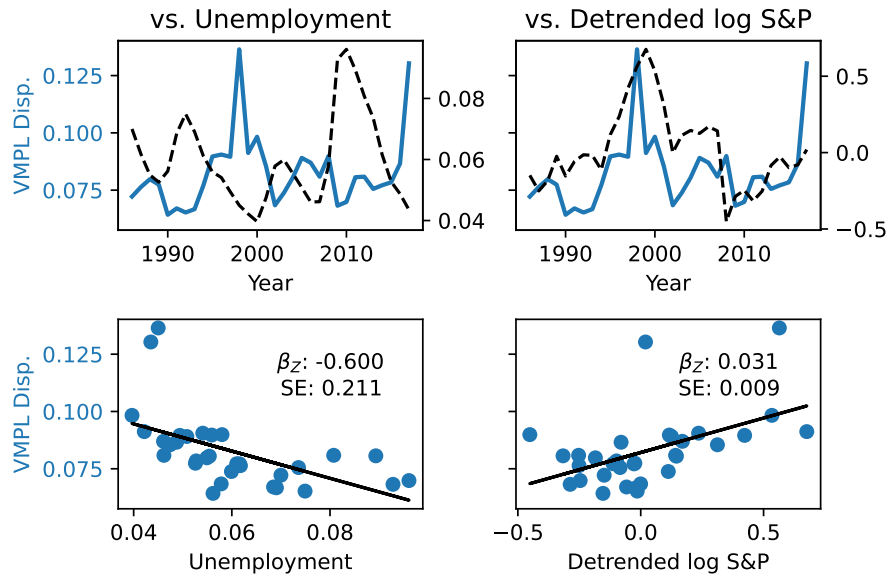 vs. Unemployment
vs. Detrended log S&P
VMPL Disp.
0.125
0.100
0.075
0.08
0.06
0.04
0.5
0.0
−0.5
1990 2000 2010
1990 2000 2010
Year
Year
VMPL Disp.
0.125
0.100
0.075
βZ: -0.600
SE: 0.211
βZ: 0.031
SE: 0.009
0.04 0.06 0.08
−0.5 0.0 0.5
Unemployment
Detrended log S&P